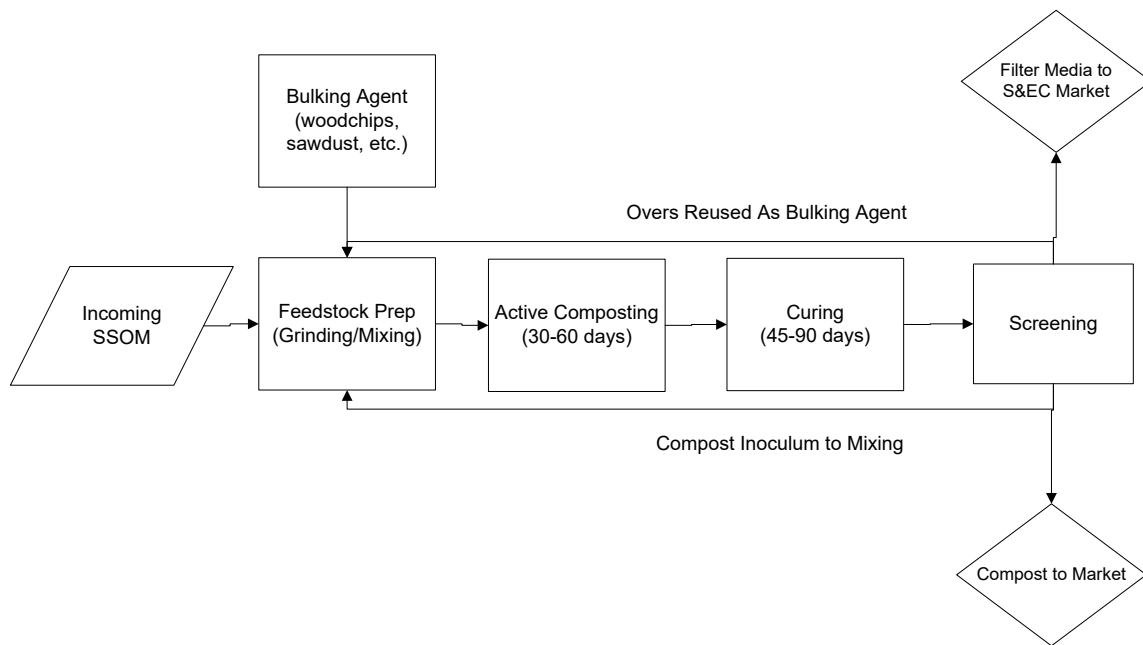 Bulking Agent
(woodchips,
sawdust, etc.)
Filter Media to
S&EC Market
Overs Reused As Bulking Agent
Incoming
SSOM
Feedstock Prep
(Grinding/Mixing)
Active Composting
(30-60 days)
Curing
(45-90 days)
Screening
Compost Inoculum to Mixing
Compost to Market